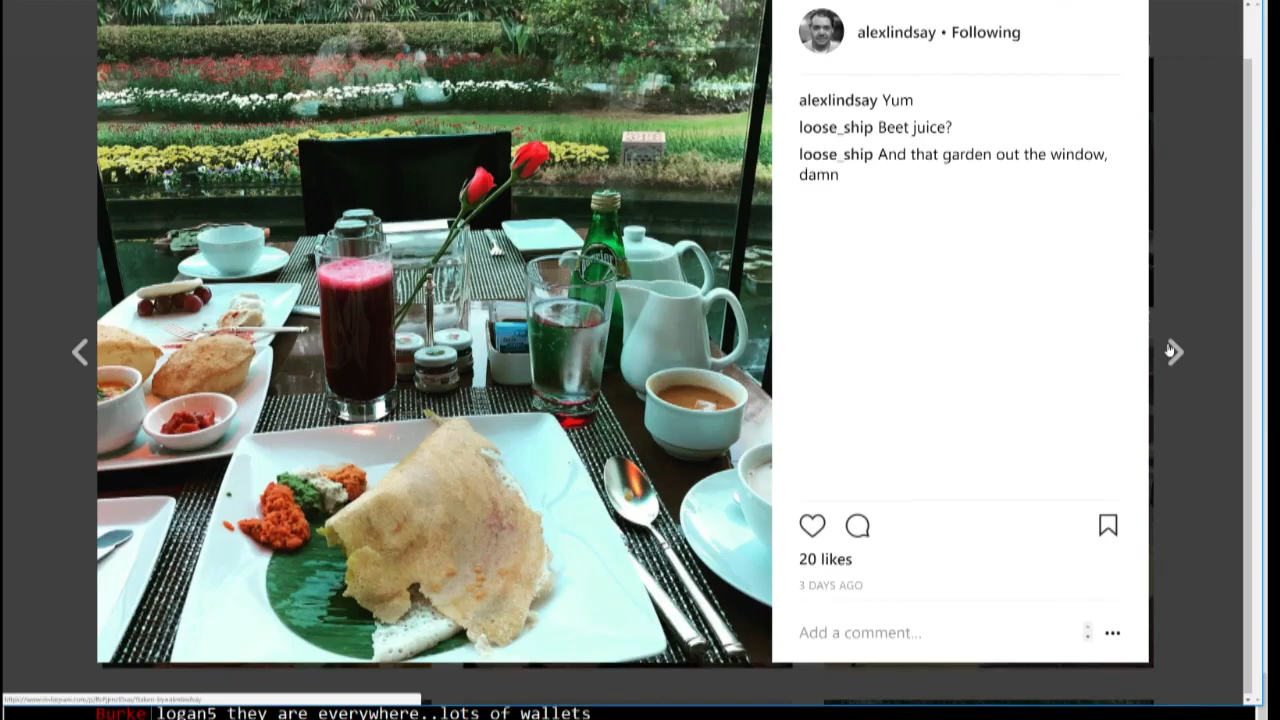 alexlindsay • Following
alexlindsay Yum
loose_ship Beet juice?
loose_ship And that garden out the window,
damn
20 likes
3 DAYS AGO
Add a comment...
Burke logan5 they are everywhere..lots of wallets